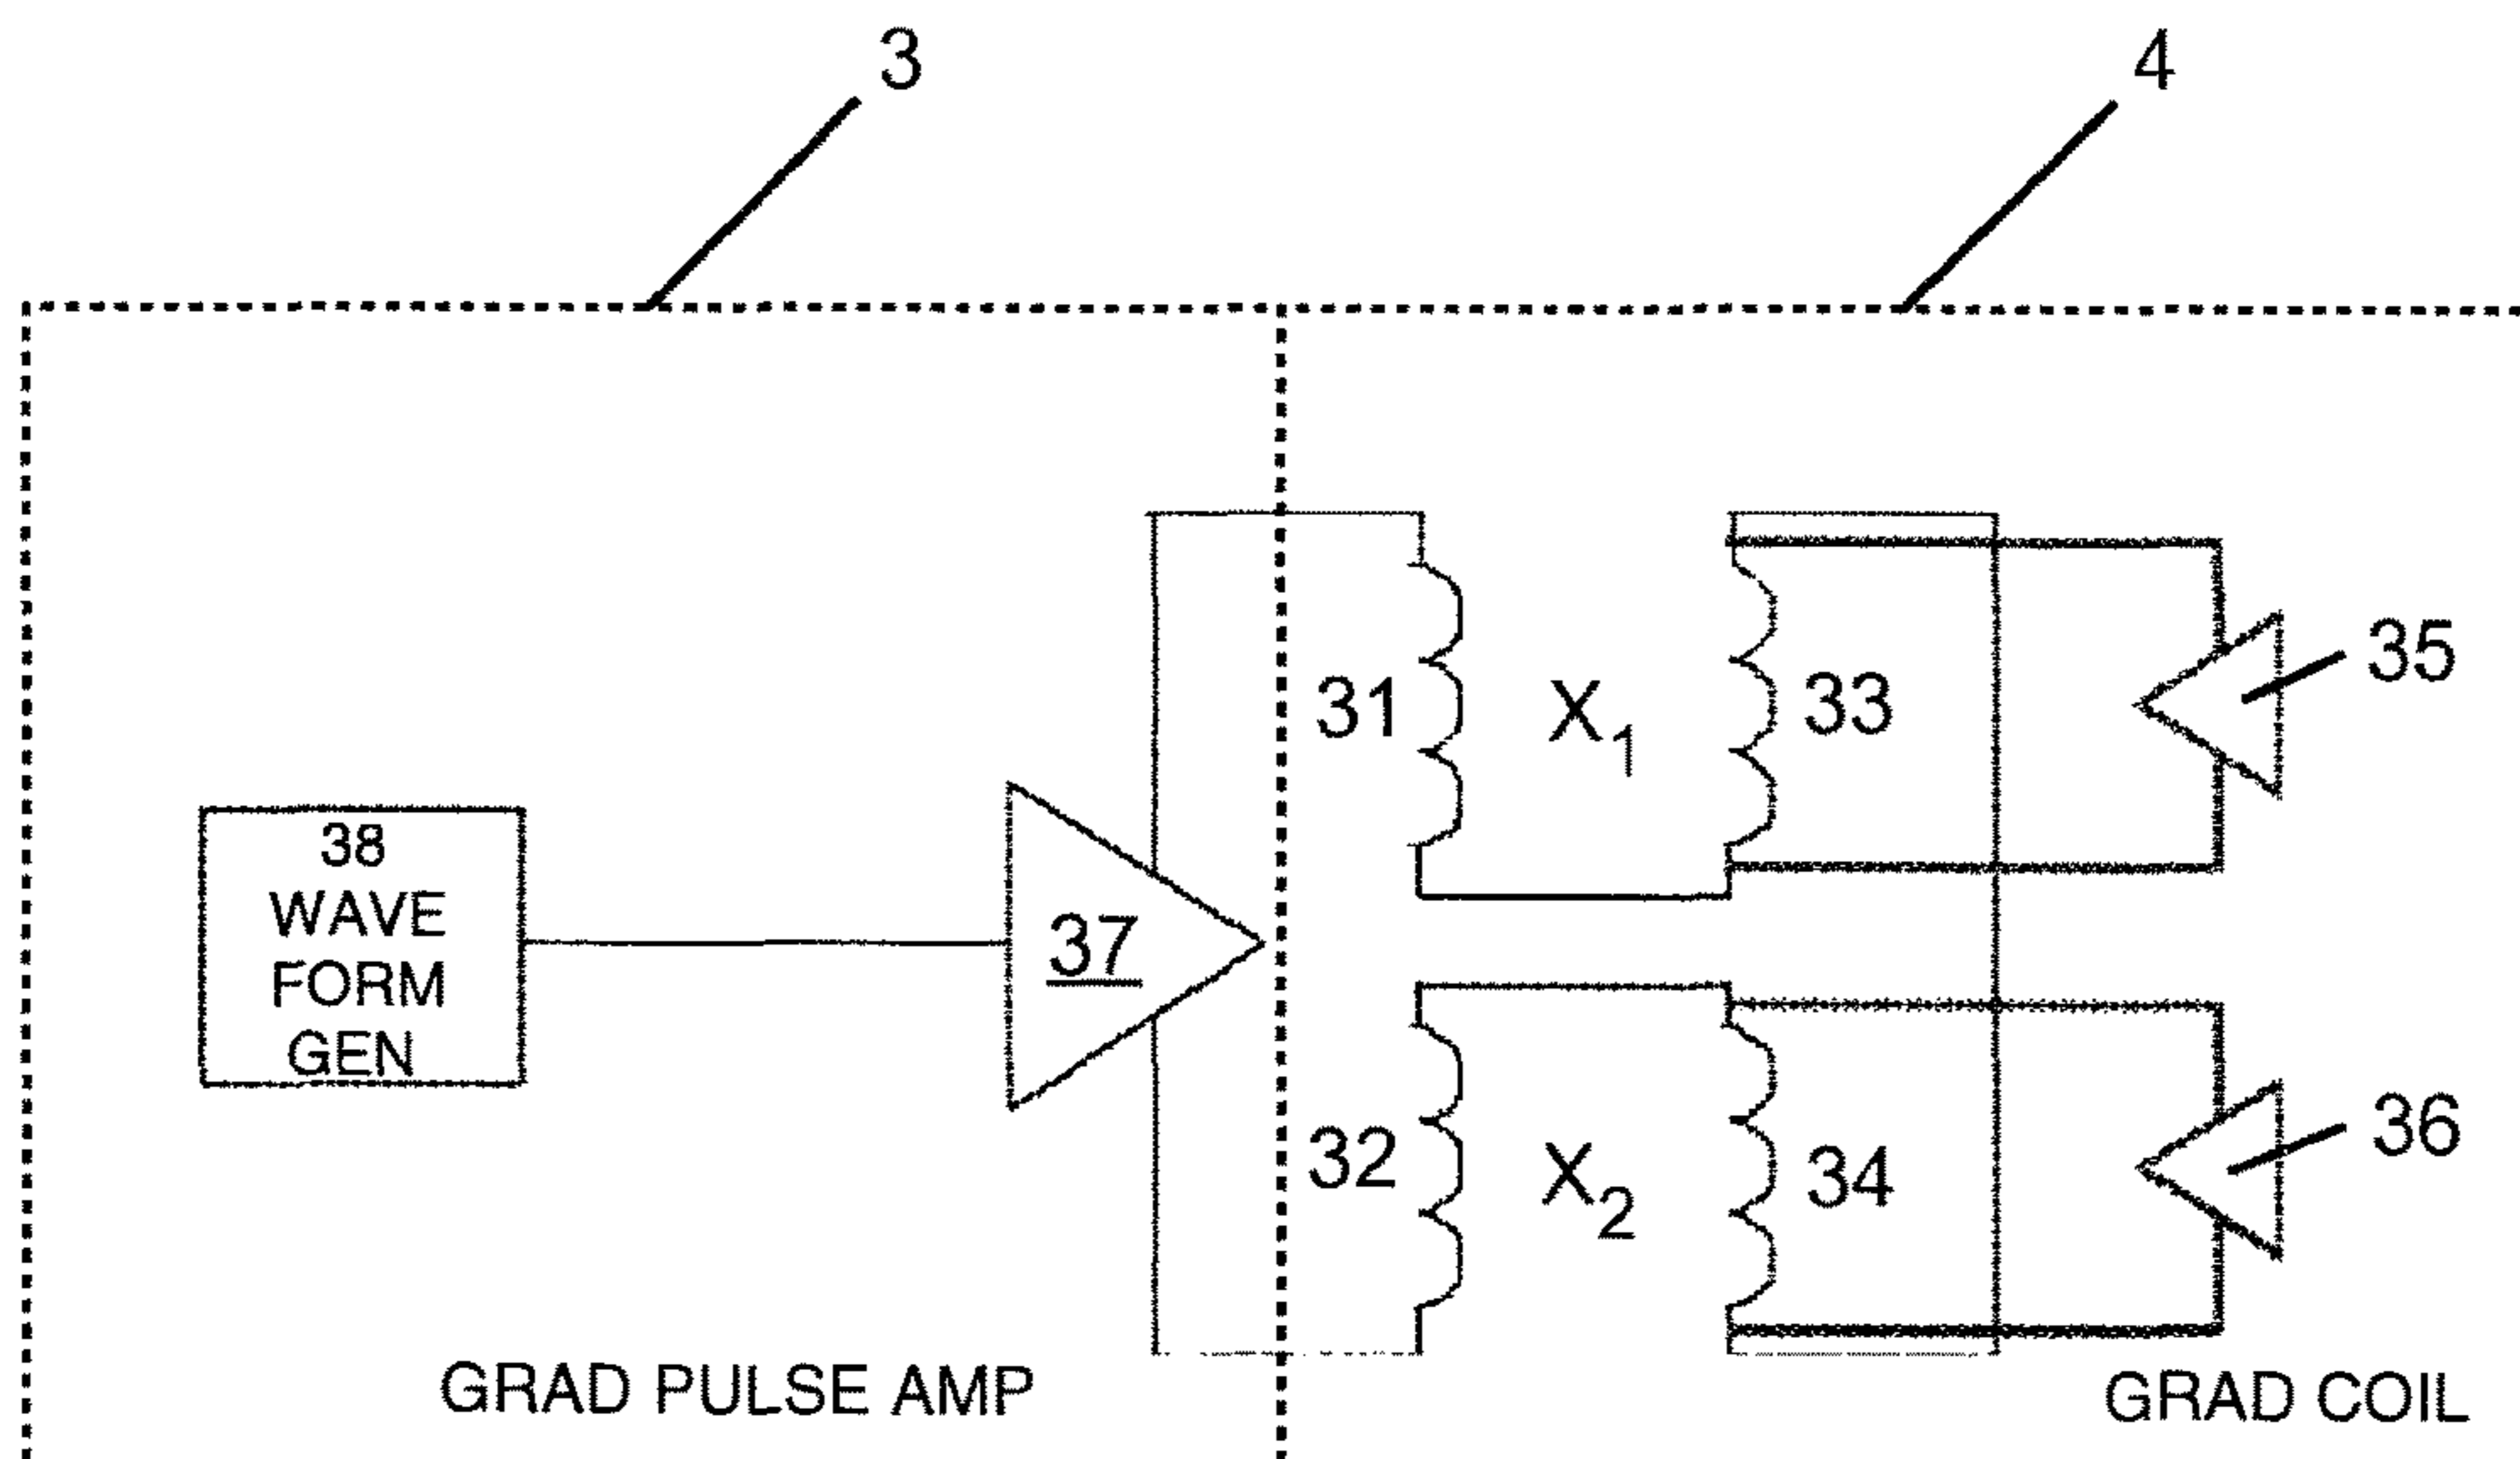 3
4
31
X1
33
35
38
WAVE
FORM
GEN
37
32
X2
34
36
GRAD PULSE AMP
GRAD COIL